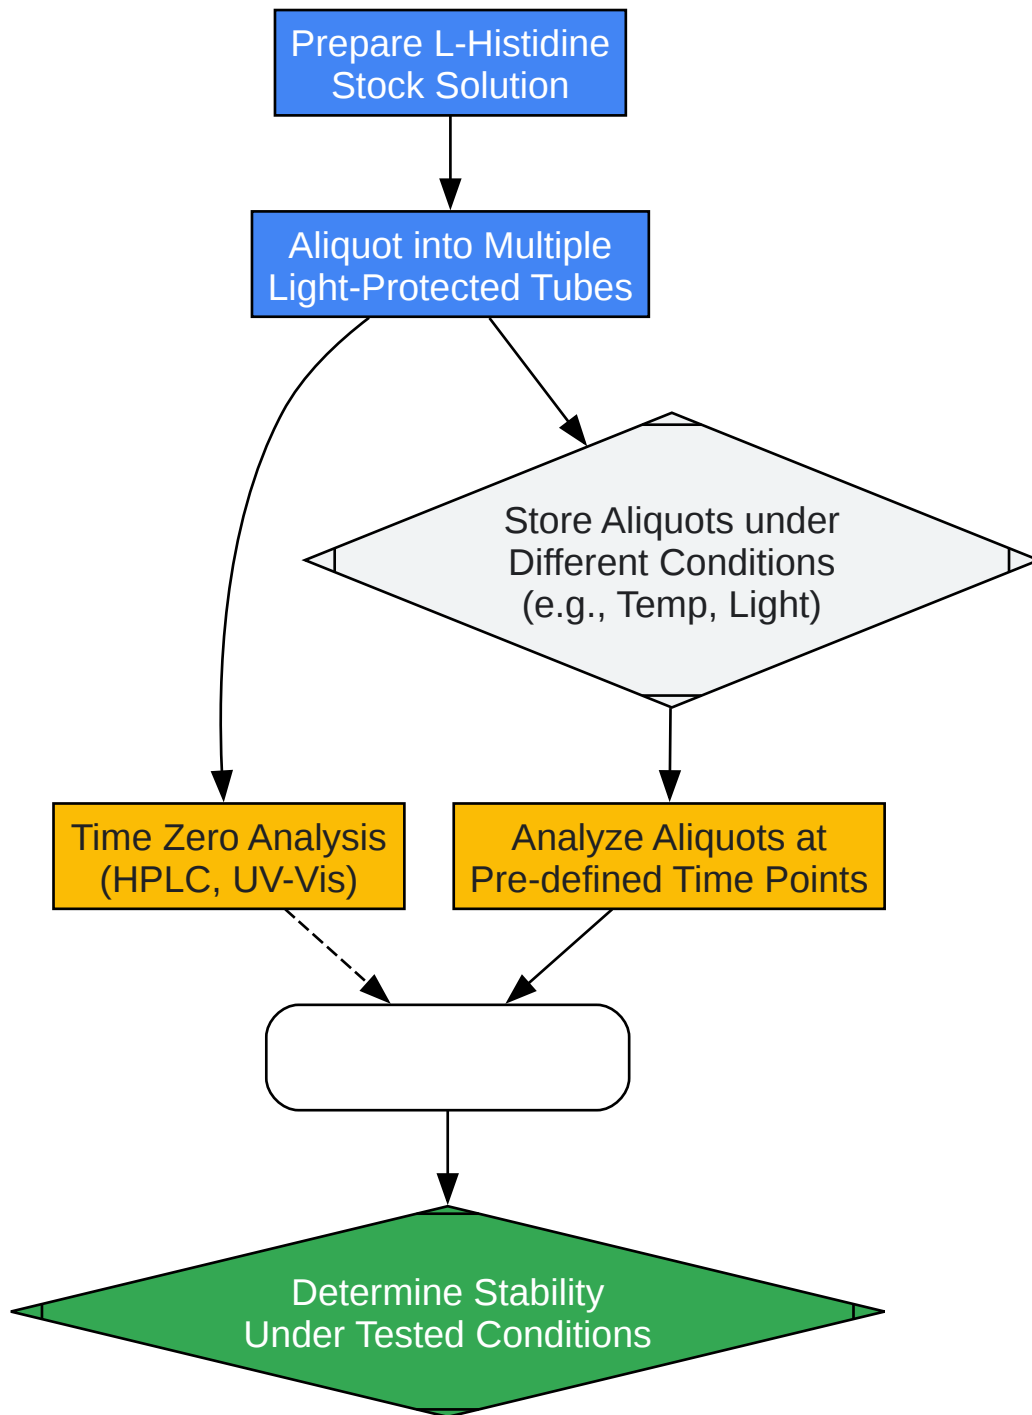 Prepare L-Histidine
Stock Solution
Aliquot into Multiple
Light-Protected Tubes
Store Aliquots under
Different Conditions
(e.g., Temp, Light)
Time Zero Analysis
(HPLC, UV-Vis)
Analyze Aliquots at
Pre-defined Time Points
Determine Stability
Under Tested Conditions